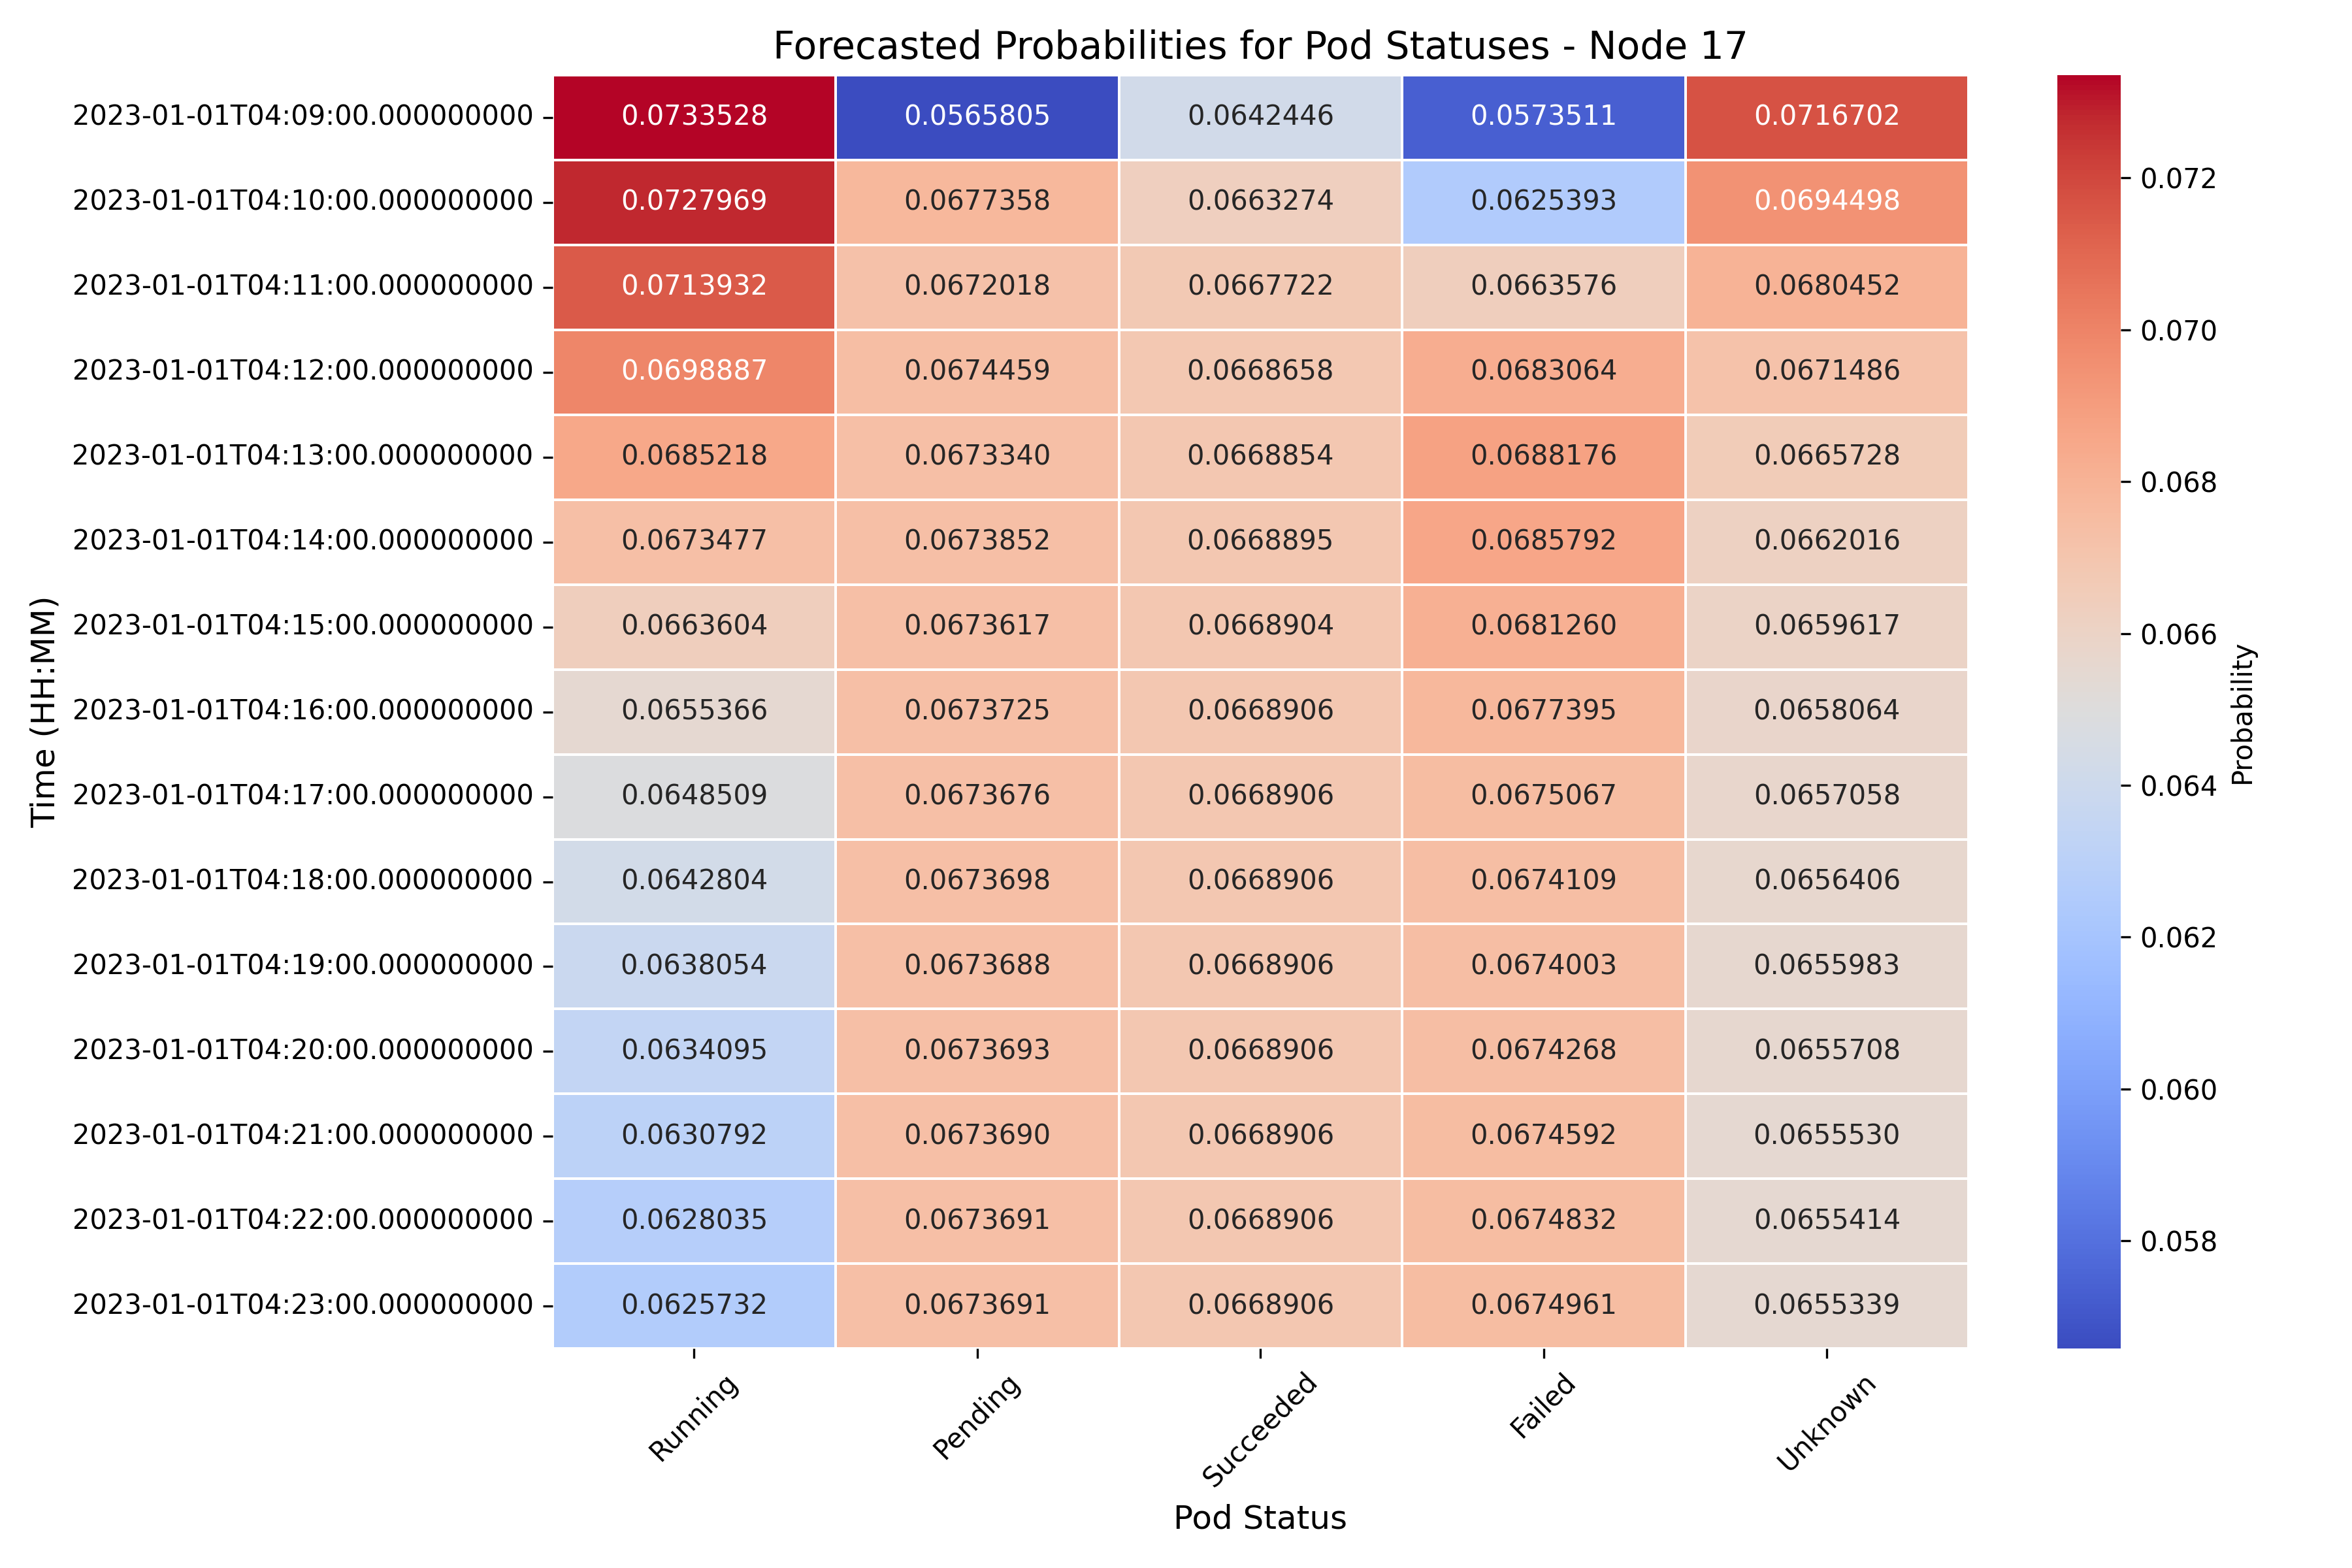 Forecasted Probabilities for Pod Statuses - Node 17
2023-01-01T04:09:00.000000000 0.0733528 0.0565805 0.0642446 0.0573511 0.0716702
2023-01-01T04:10:00.000000000 0.0727969 0.0677358 0.0663274 0.0625393 0.0694498
2023-01-01T04:11:00.000000000 0.0713932 0.0672018 0.0667722 0.0663576 0.0680452
2023-01-01T04:12:00.000000000 0.0698887 0.0674459 0.0668658 0.0683064 0.0671486
2023-01-01T04:13:00.000000000 0.0685218 0.0673340 0.0668854 0.0688176 0.0665728
2023-01-01T04:14:00.000000000 0.0673477 0.0673852 0.0668895 0.0685792 0.0662016
2023-01-01T04:15:00.000000000 0.0663604 0.0673617 0.0668904 0.0681260 0.0659617
2023-01-01T04:16:00.000000000 0.0655366 0.0673725 0.0668906 0.0677395 0.0658064
2023-01-01T04:17:00.000000000 0.0648509 0.0673676 0.0668906 0.0675067 0.0657058
2023-01-01T04:18:00.000000000 0.0642804 0.0673698 0.0668906 0.0674109 0.0656406
2023-01-01T04:19:00.000000000 0.0638054 0.0673688 0.0668906 0.0674003 0.0655983
2023-01-01T04:20:00.000000000 0.0634095 0.0673693 0.0668906 0.0674268 0.0655708
2023-01-01T04:21:00.000000000 0.0630792 0.0673690 0.0668906 0.0674592 0.0655530
2023-01-01T04:22:00.000000000 0.0628035 0.0673691 0.0668906 0.0674832 0.0655414
2023-01-01T04:23:00.000000000 0.0625732 0.0673691 0.0668906 0.0674961 0.0655339
Time (HH:MM)
Running Pending Succeeded Failed Unknown
Pod Status
0.072
0.070
0.068
0.066
0.064
0.062
0.060
0.058
Probability